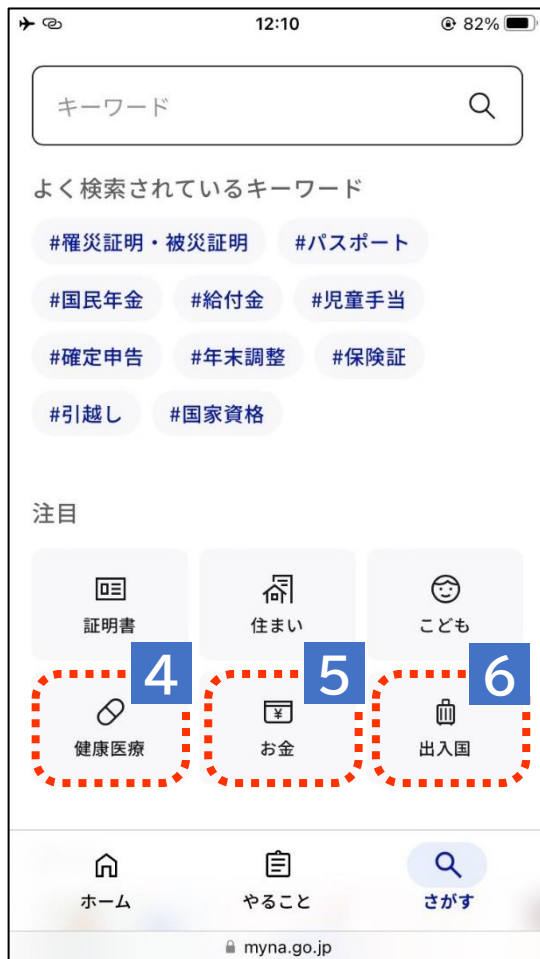 12:10 82%
キーワード
よく検索されているキーワード
#罹災証明・被災証明 #パスポート
#国民年金 #給付金 #児童手当
#確定申告 #年末調整 #保険証
#引越し #国家資格
注目
証明書 住まい こども
4 5 6
健康医療 お金 出入国
ホーム やること さがす
myna.go.jp